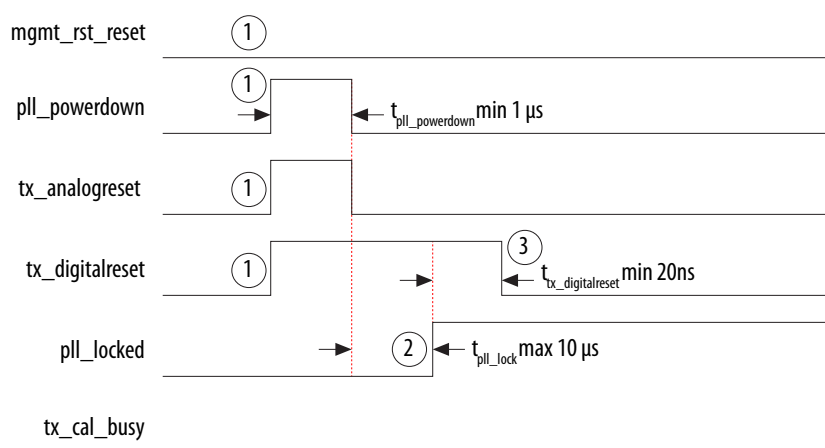 mgmt_rst_reset 1
pll_powerdown 1 t_pll_powerdown min 1 µs
tx_analogreset 1
tx_digitalreset 1 3 t_tx_digitalreset min 20ns
pll_locked 2 t_pll_lock max 10 µs
tx_cal_busy